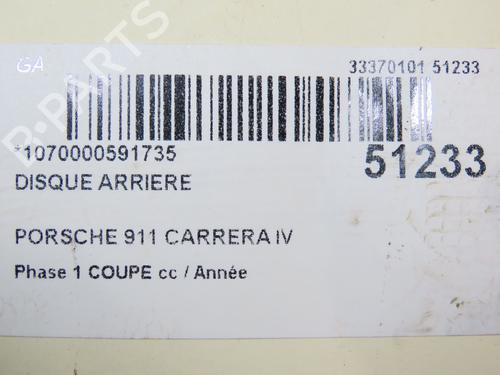 GA
33370101 51233
*1070000591735
51233
DISQUE ARRIERE
PORSCHE 911 CARRERA IV
Phase 1 COUPE cc / Année
B-PARTS